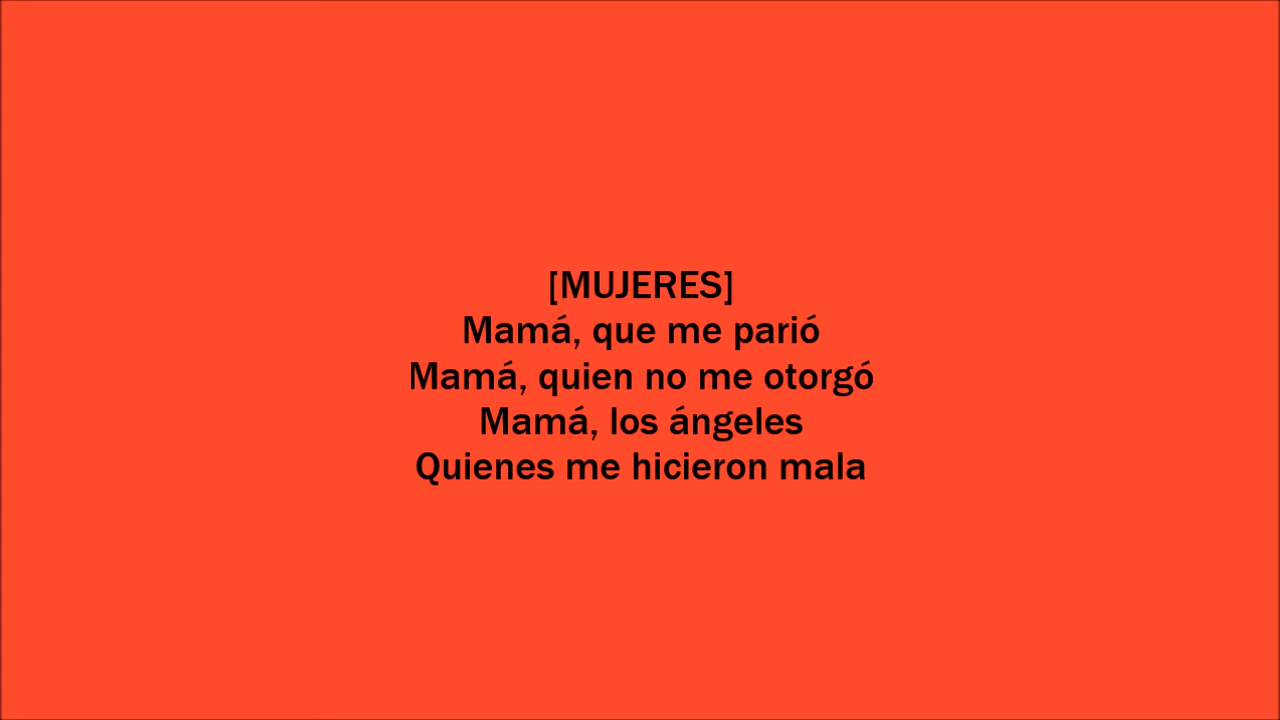 [MUJERES]
Mamá, que me parió
Mamá, quien no me otorgó
Mamá, los ángeles
Quienes me hicieron mala